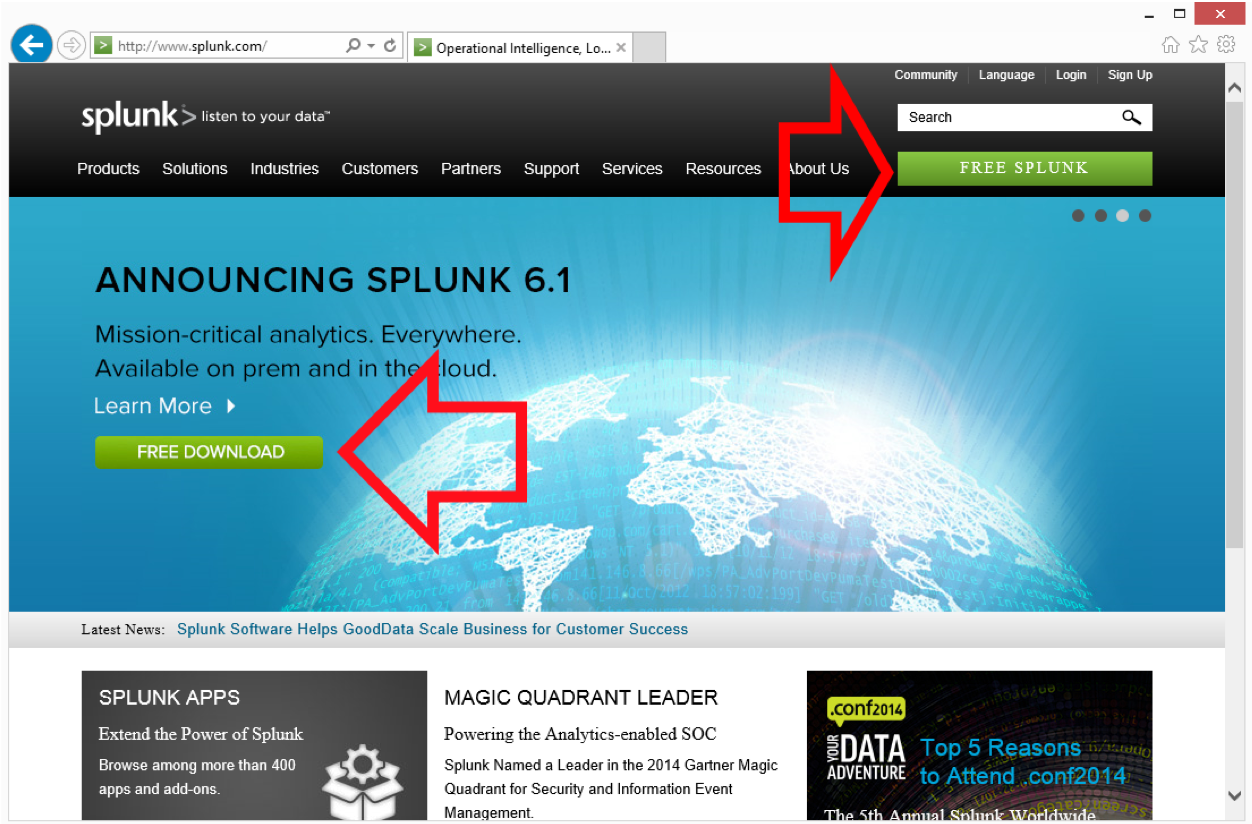 http://www.splunk.com/
Operational Intelligence, Lo...
Community Language Login Sign Up
splunk> listen to your data™
Search
Products Solutions Industries Customers Partners Support Services Resources About Us
FREE SPLUNK
ANNOUNCING SPLUNK 6.1
Mission-critical analytics. Everywhere.
Available on prem and in the cloud.
Learn More
FREE DOWNLOAD
Latest News: Splunk Software Helps GoodData Scale Business for Customer Success
SPLUNK APPS
Extend the Power of Splunk
Browse among more than 400
apps and add-ons.
MAGIC QUADRANT LEADER
Powering the Analytics-enabled SOC
Splunk Named a Leader in the 2014 Gartner Magic
Quadrant for Security and Information Event
Management.
.conf2014
YOUR DATA
ADVENTURE
Top 5 Reasons
to Attend .conf2014
The 5th Annual Splunk Worldwide